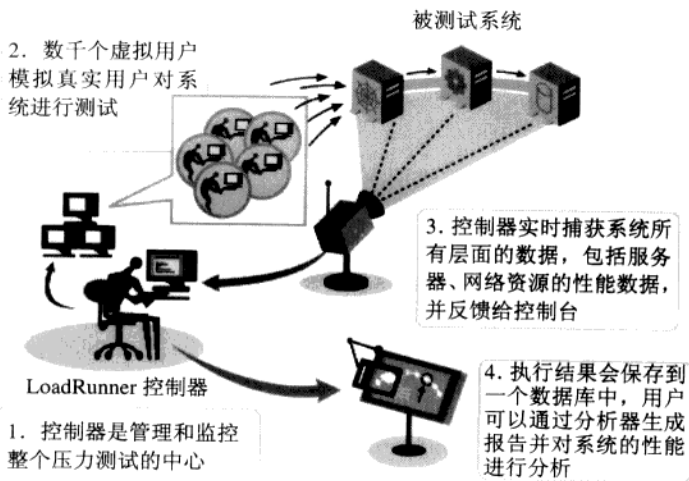 被测试系统
2. 数千个虚拟用户
模拟真实用户对系
统进行测试
3. 控制器实时捕获系统所
有层面的数据，包括服务
器、网络资源的性能数据，
并反馈给控制台
LoadRunner 控制器
1. 控制器是管理和监控
整个压力测试的中心
4. 执行结果会保存到
一个数据库中，用户
可以通过分析器生成
报告并对系统的性能
进行分析